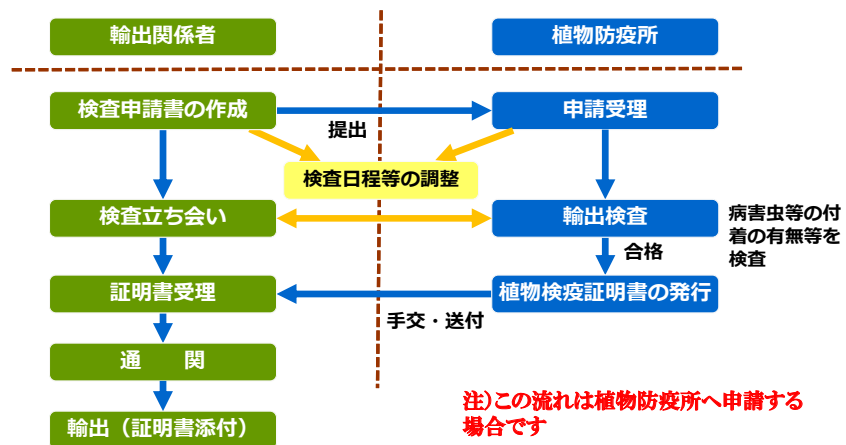 輸出関係者
植物防疫所
検査申請書の作成
提出
申請受理
検査日程等の調整
検査立ち会い
輸出検査
病害虫等の付
着の有無等を
検査
合格
証明書受理
植物検疫証明書の発行
手交・送付
通　　関
輸出（証明書添付）
注）この流れは植物防疫所へ申請する
場合です